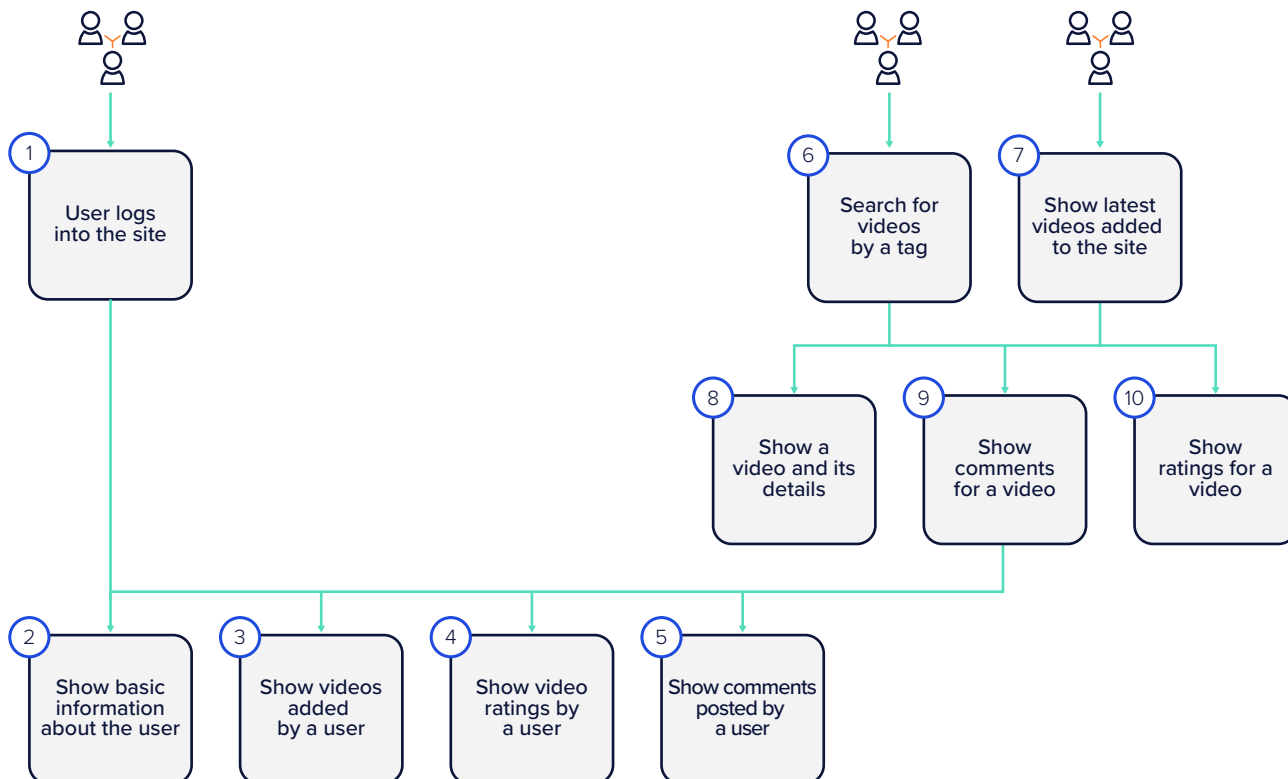 1
User logs
into the site
6
Search for
videos
by a tag
7
Show latest
videos added
to the site
8
Show a
video and its
details
9
Show
comments
for a video
10
Show
ratings for a
video
2
Show basic
information
about the user
3
Show videos
added
by a user
4
Show video
ratings by
a user
5
Show comments
posted by
a user